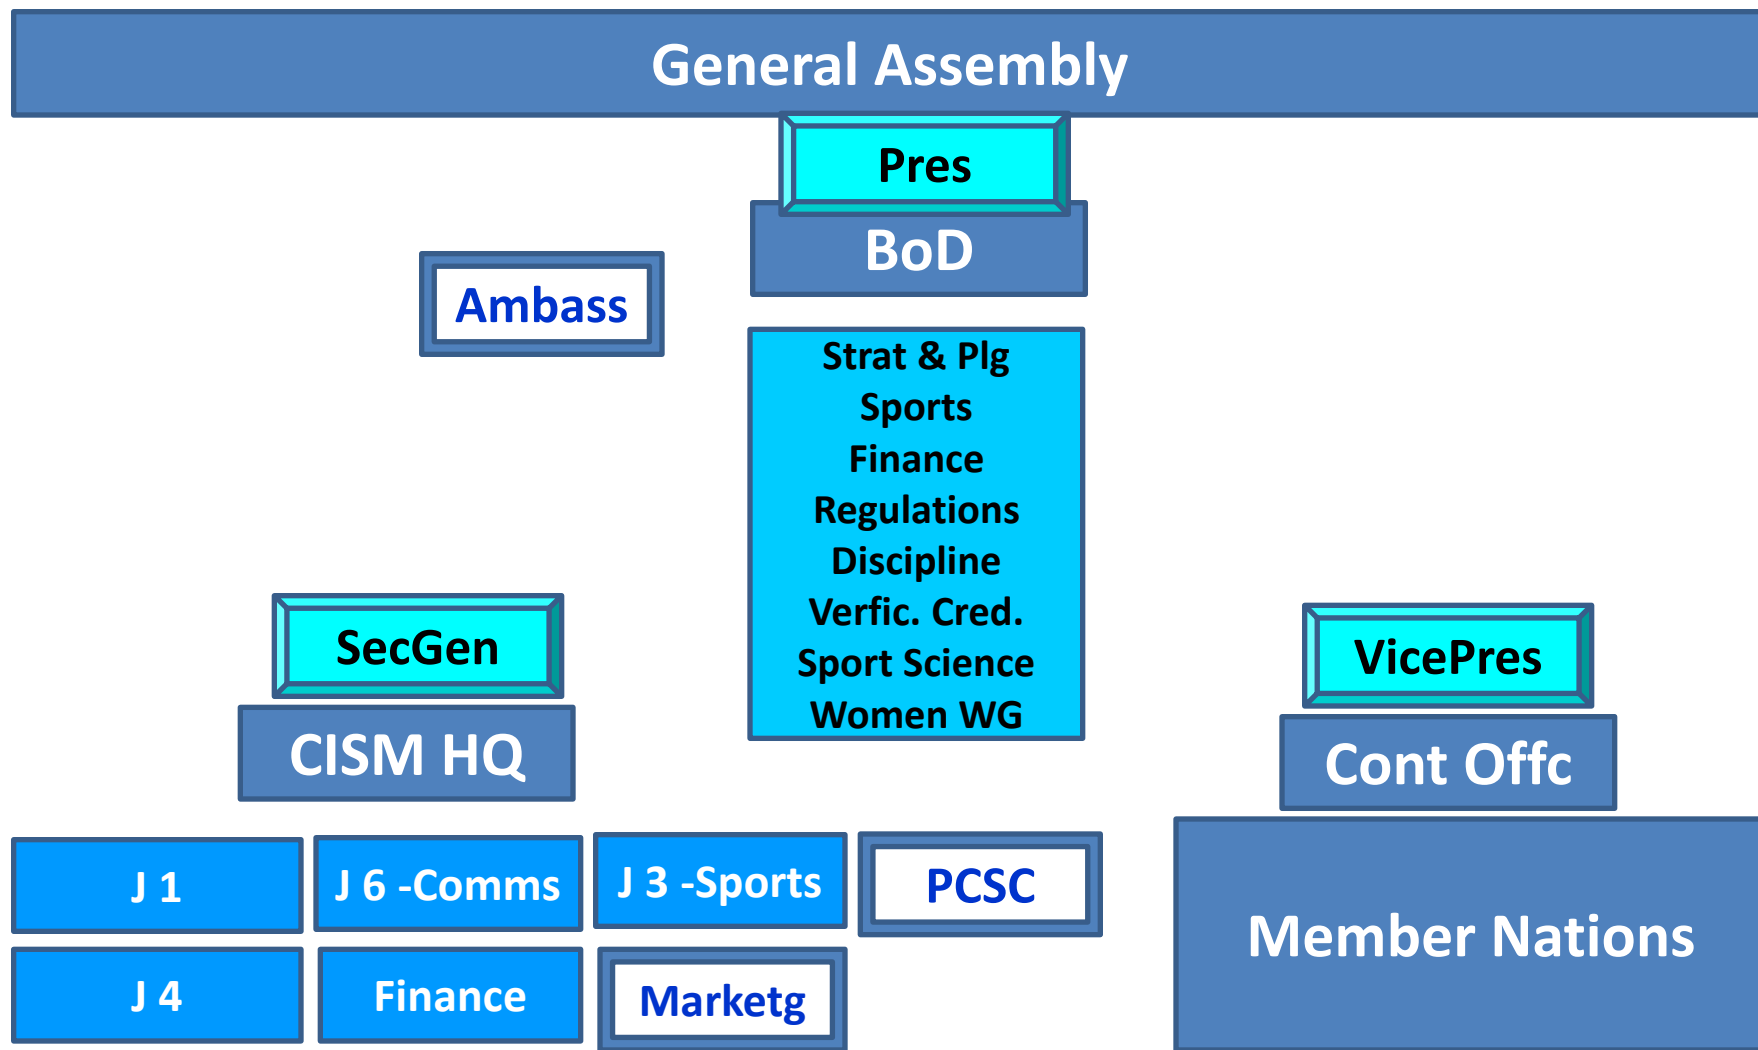 General Assembly
Pres
BoD
Ambass
Strat & Plg
Sports
Finance
Regulations
Discipline
Verfic. Cred.
Sport Science
Women WG
SecGen
CISM HQ
VicePres
Cont Offc
J 1
J 6 -Comms
J 3 -Sports
PCSC
J 4
Finance
Marketg
Member Nations